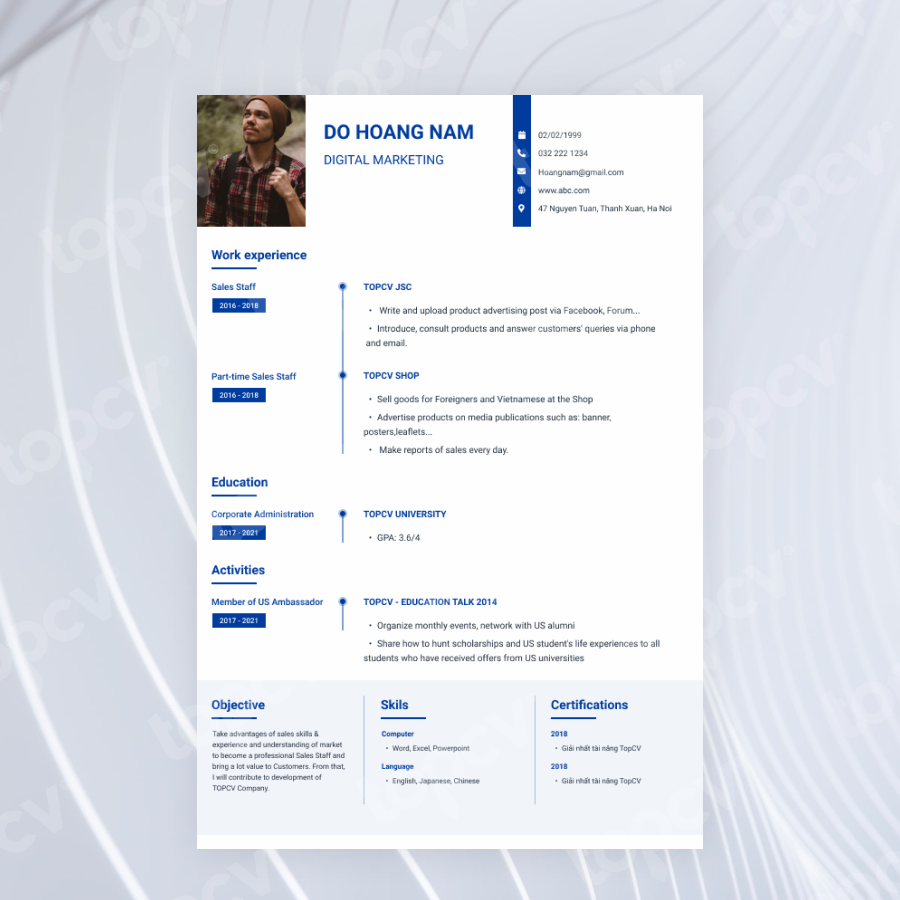 DO HOANG NAM
DIGITAL MARKETING
02/02/1999
032 222 1234
Hoangnam@gmail.com
www.abc.com
47 Nguyen Tuan, Thanh Xuan, Ha Noi
Work experience
Sales Staff
2016 - 2018
TOPCV JSC
• Write and upload product advertising post via Facebook, Forum...
• Introduce, consult products and answer customers' queries via phone
and email.
Part-time Sales Staff
2016 - 2018
TOPCV SHOP
• Sell goods for Foreigners and Vietnamese at the Shop
• Advertise products on media publications such as: banner,
posters,leaflets...
• Make reports of sales every day.
Education
Corporate Administration
2017 - 2021
TOPCV UNIVERSITY
• GPA: 3.6/4
Activities
Member of US Ambassador
2017 - 2021
TOPCV - EDUCATION TALK 2014
• Organize monthly events, network with US alumni
• Share how to hunt scholarships and US student's life experiences to all
students who have received offers from US universities
Objective
Take advantages of sales skills &
experience and understanding of market
to become a professional Sales Staff and
bring a lot value to Customers. From that,
I will contribute to development of
TOPCV Company.
Skils
Computer
• Word, Excel, Powerpoint
Language
• English, Japanese, Chinese
Certifications
2018
• Giải nhất tài năng TopCV
2018
• Giải nhất tài năng TopCV
topcv
topcv
topcv
topcv
topcv
topcv